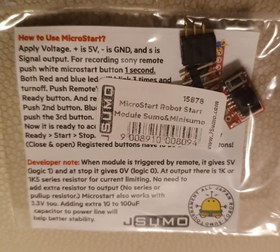 How to Use MicroStart?
Apply Voltage. + is 5V, - is GND, and s is
Signal output. For recording sony remote
push white microstart button 1 second.
Both Red and blue led
turnoff. Push Remote's
Ready button. And re
Push 2nd button. Blue
push the 3rd button.
Now it is ready to ac
Ready > Start > Stop.
(Close & open) Registered buttons
JSUMO
15878
MicroStart Robot Start
Module Sumo&Minisumo
9008910008094
www.jsumo.com
Developer note: When module is triggered by remote, it gives 5V
(logic 1) and at stop it gives 0V (logic 0). At output there is 1K or
1K5 series resistor for current limiting. No need to add
extra resistor to output (No series or
pullup resistor.) MicroStart also works with
3.3V too. Adding extra 10 to 100uF
capacitor to power line will
help better stability.
JSUMO